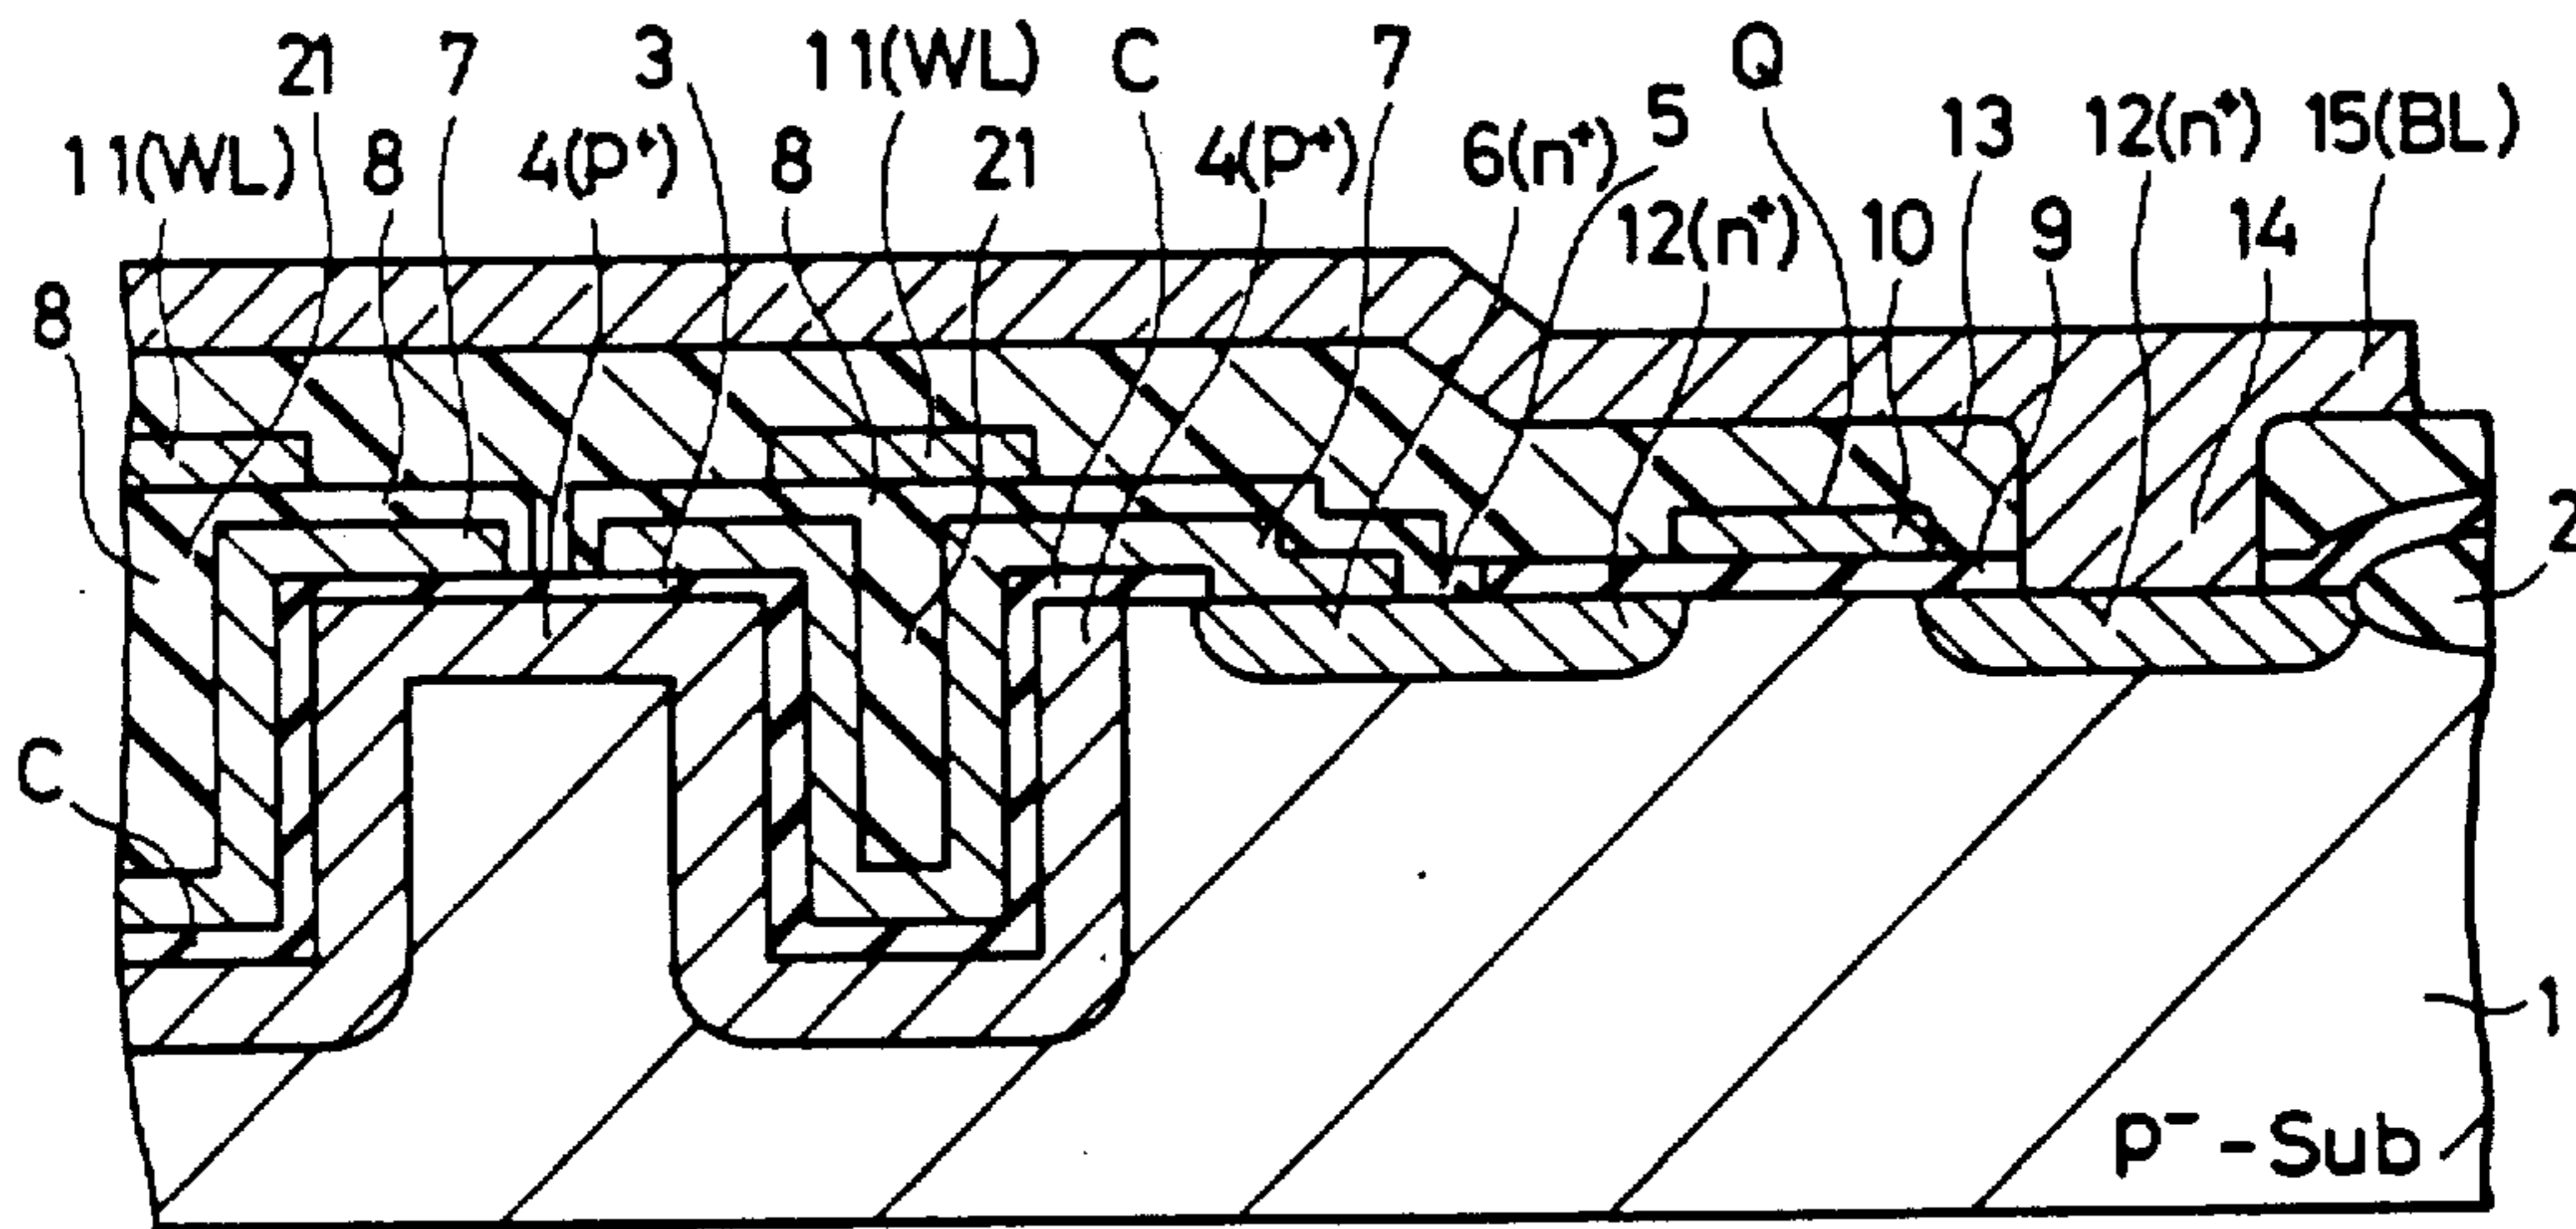 21 7 3 11(WL) C 7 Q
11(WL) 8 4(P⁺) 8 21 4(P⁺) 6(n⁺) 5 13 12(n⁺) 15(BL)
12(n⁺) 10 9 14
8
2
C
1
P⁻-Sub